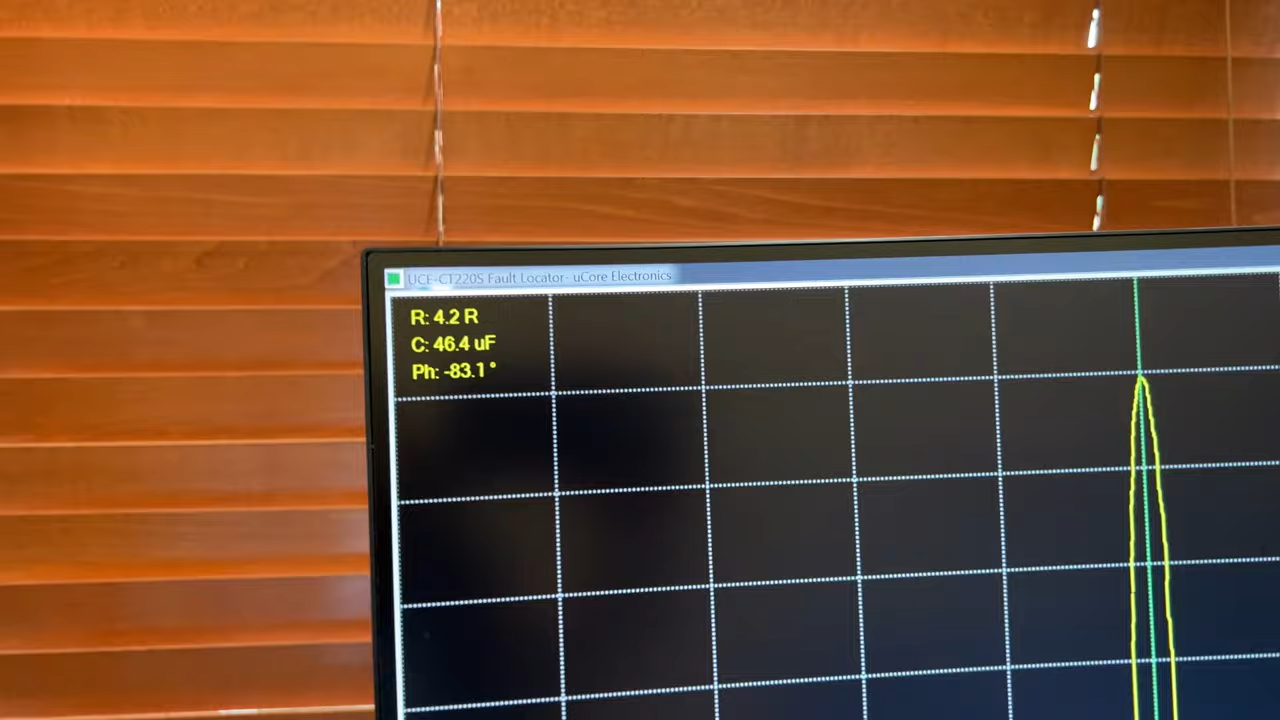 UCE-CT220S Fault Locator- uCore Electronics
R: 4.2 R
C: 46.4 uF
Ph: -83.1°